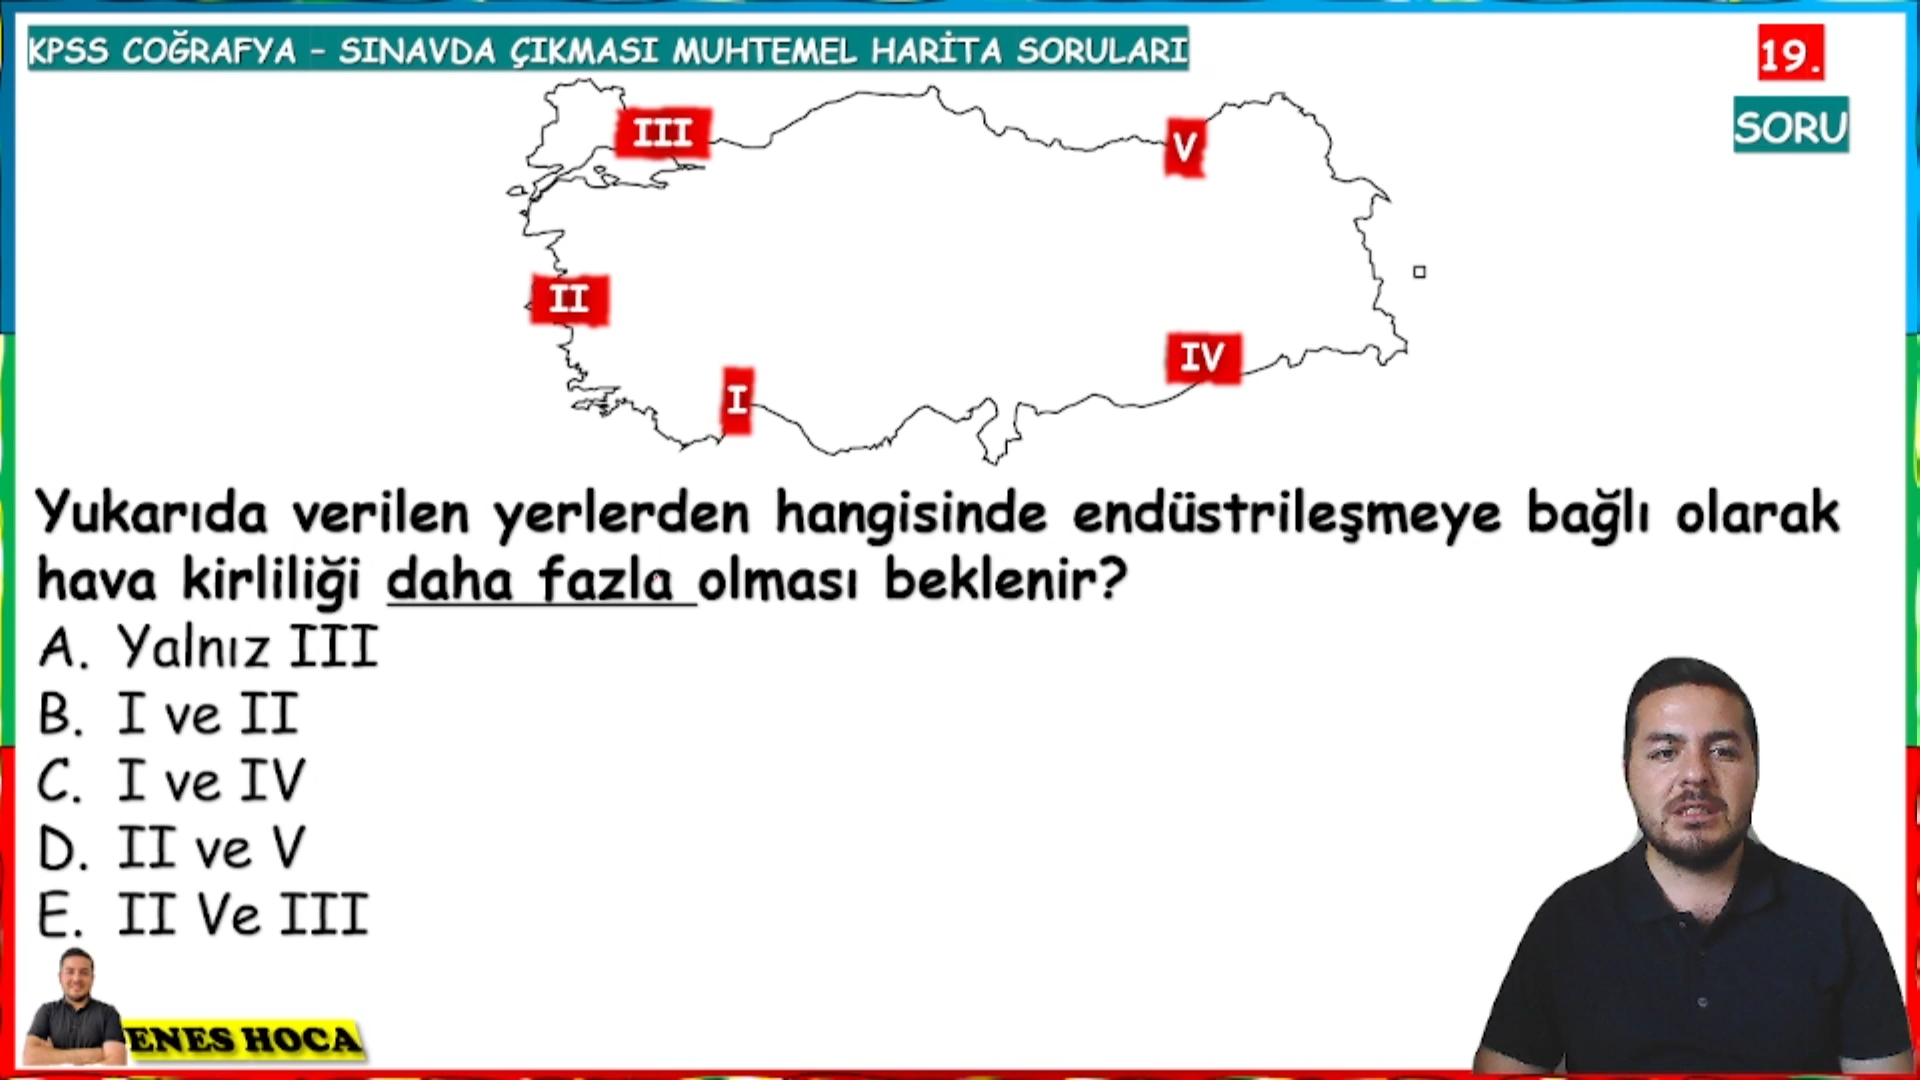 KPSS COĞRAFYA – SINAVDA ÇIKMASI MUHTEMEL HARİTA SORULARI
19.
SORU
III
V
II
IV
I
Yukarıda verilen yerlerden hangisinde endüstrileşmeye bağlı olarak
hava kirliliği daha fazla olması beklenir?
A. Yalnız III
B. I ve II
C. I ve IV
D. II ve V
E. II Ve III
ENES HOCA